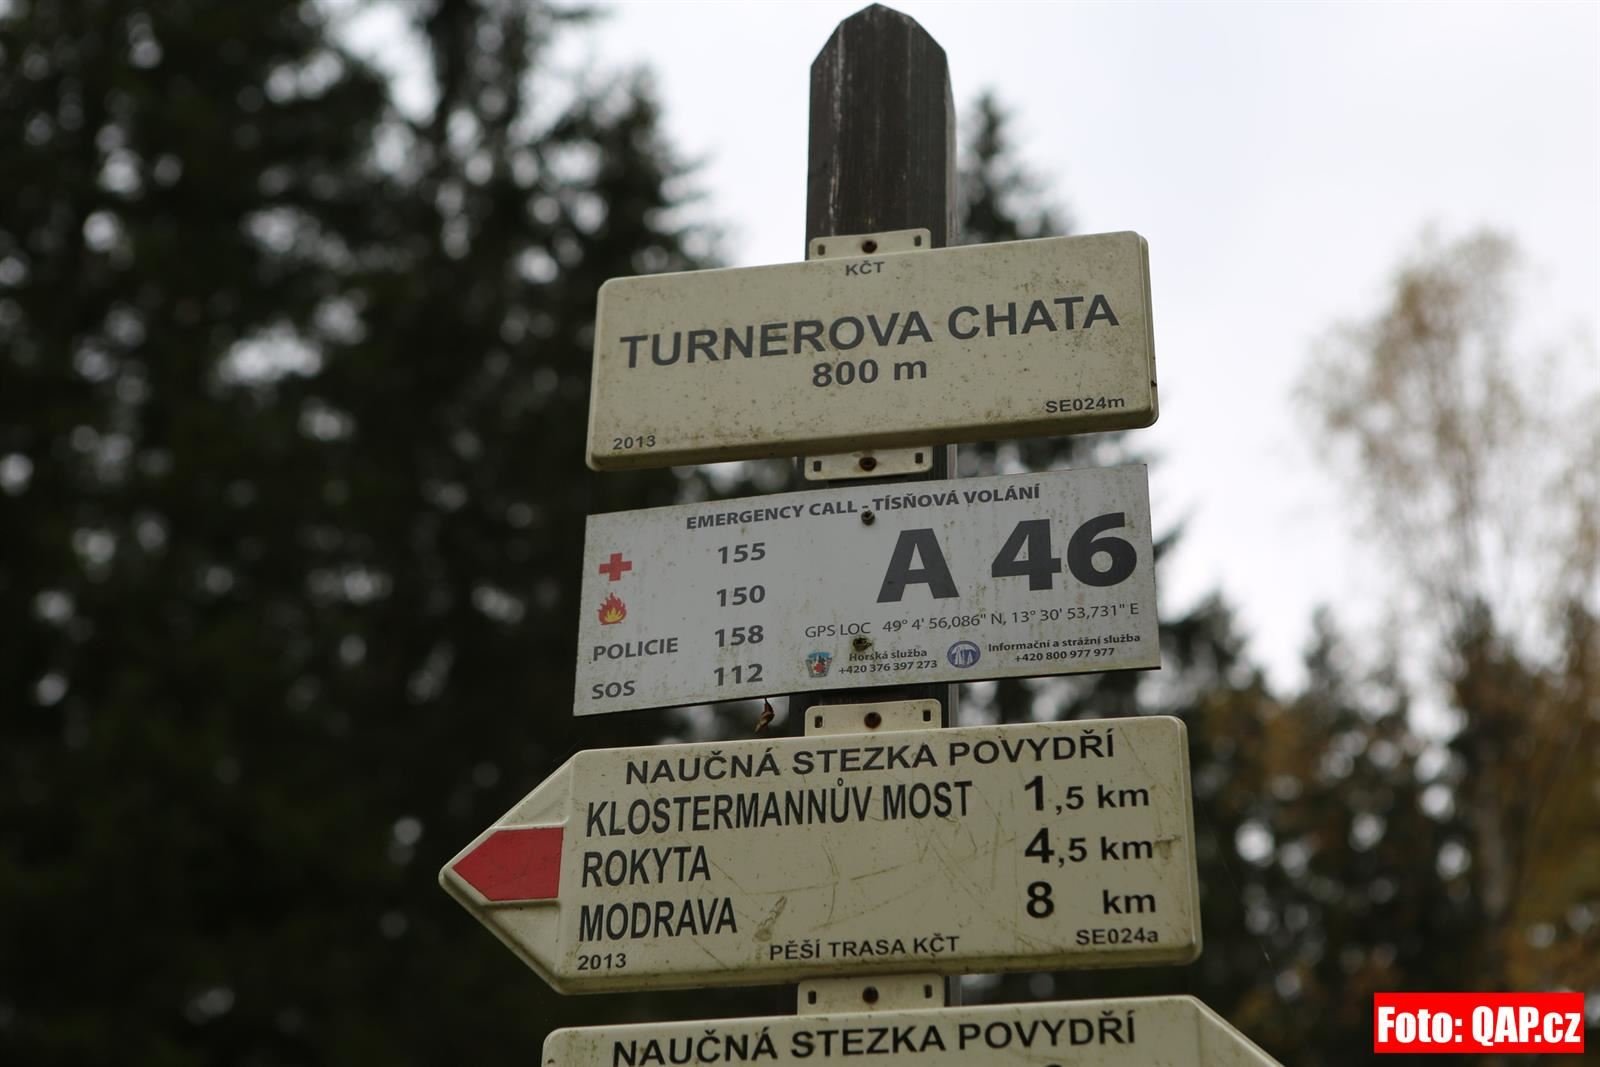 KČT
TURNEROVA CHATA
800 m
2013 SE024m
EMERGENCY CALL - TÍSŇOVÁ VOLÁNÍ
155
150
POLICIE 158
SOS 112
A 46
GPS LOC 49° 4' 56,086" N, 13° 30' 53,731" E
Horská služba
+420 376 397 273
Informační a strážní služba
+420 800 977 977
NAUČNÁ STEZKA POVYDŘÍ
KLOSTERMANNŮV MOST 1,5 km
ROKYTA 4,5 km
MODRAVA 8 km
2013 PĚŠÍ TRASA KČT SE024a
NAUČNÁ STEZKA POVYDŘÍ
Foto: QAP.cz